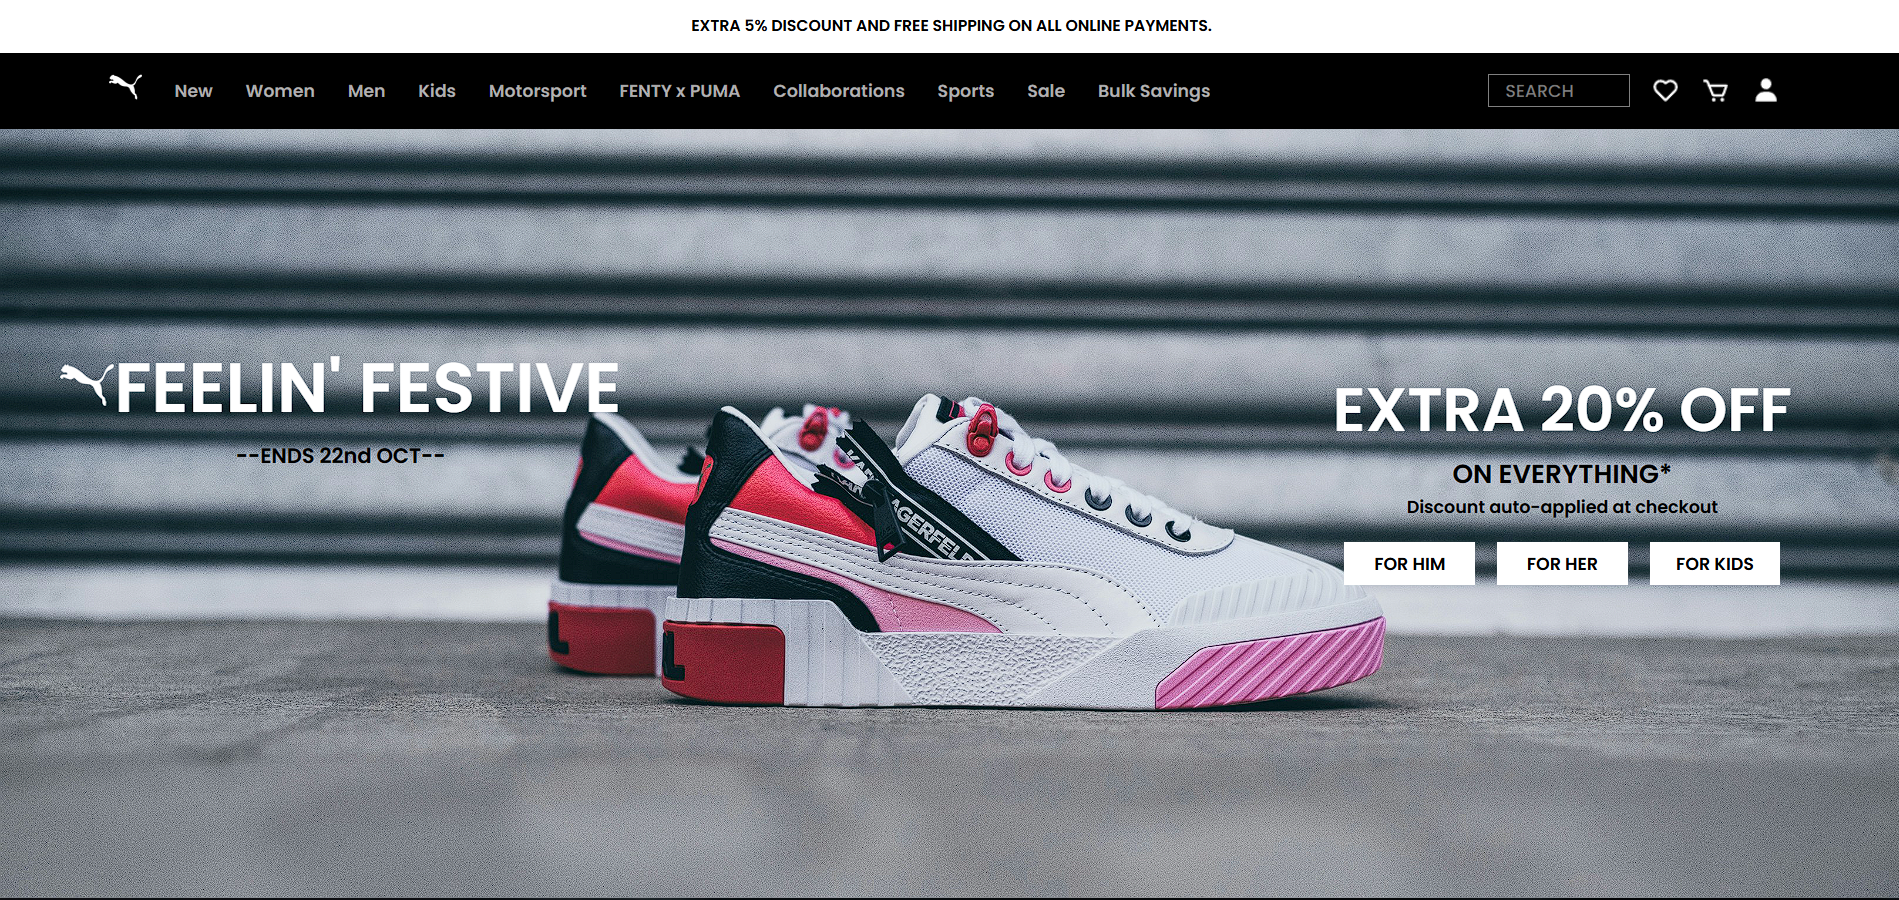 EXTRA 5% DISCOUNT AND FREE SHIPPING ON ALL ONLINE PAYMENTS.
New Women Men Kids Motorsport FENTY x PUMA Collaborations Sports Sale Bulk Savings SEARCH
FEELIN' FESTIVE
--ENDS 22nd OCT--
EXTRA 20% OFF
ON EVERYTHING*
Discount auto-applied at checkout
FOR HIM FOR HER FOR KIDS